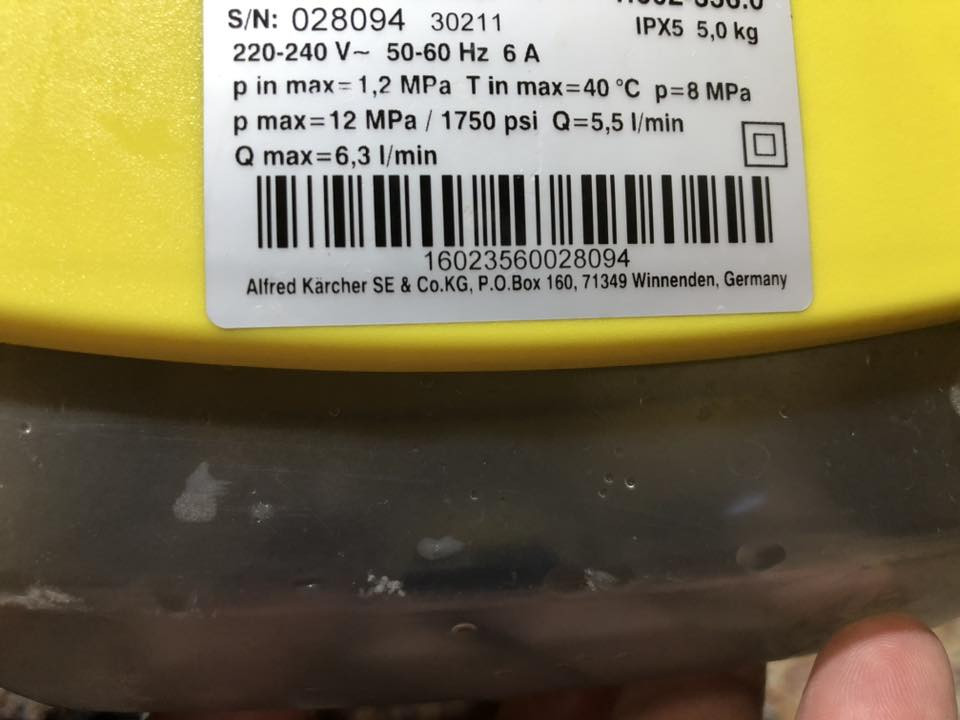 S/N: 028094 30211
IPX5 5,0 kg
220-240 V~ 50-60 Hz 6 A
p in max=1,2 MPa T in max=40 °C p=8 MPa
p max=12 MPa / 1750 psi Q=5,5 l/min
Q max=6,3 l/min
16023560028094
Alfred Kärcher SE & Co.KG, P.O.Box 160, 71349 Winnenden, Germany